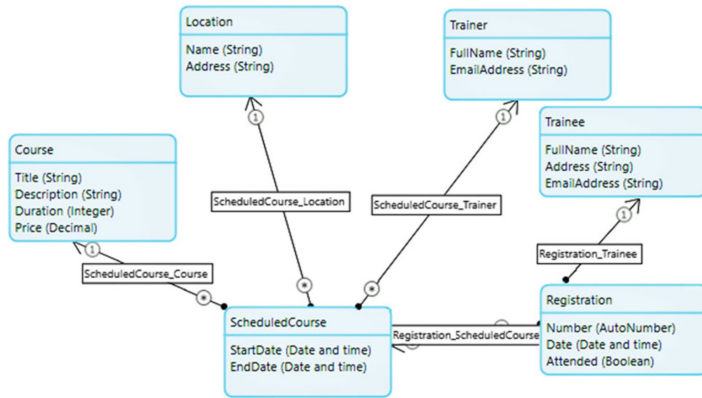 Location
Name (String)
Address (String)
Trainer
FullName (String)
EmailAddress (String)
Trainee
FullName (String)
Address (String)
EmailAddress (String)
Course
Title (String)
Description (String)
Duration (Integer)
Price (Decimal)
1
1
1
1
ScheduledCourse_Location
ScheduledCourse_Trainer
Registration_Trainee
ScheduledCourse_Course
*
*
*
ScheduledCourse
StartDate (Date and time)
EndDate (Date and time)
Registration_ScheduledCourse
Registration
Number (AutoNumber)
Date (Date and time)
Attended (Boolean)